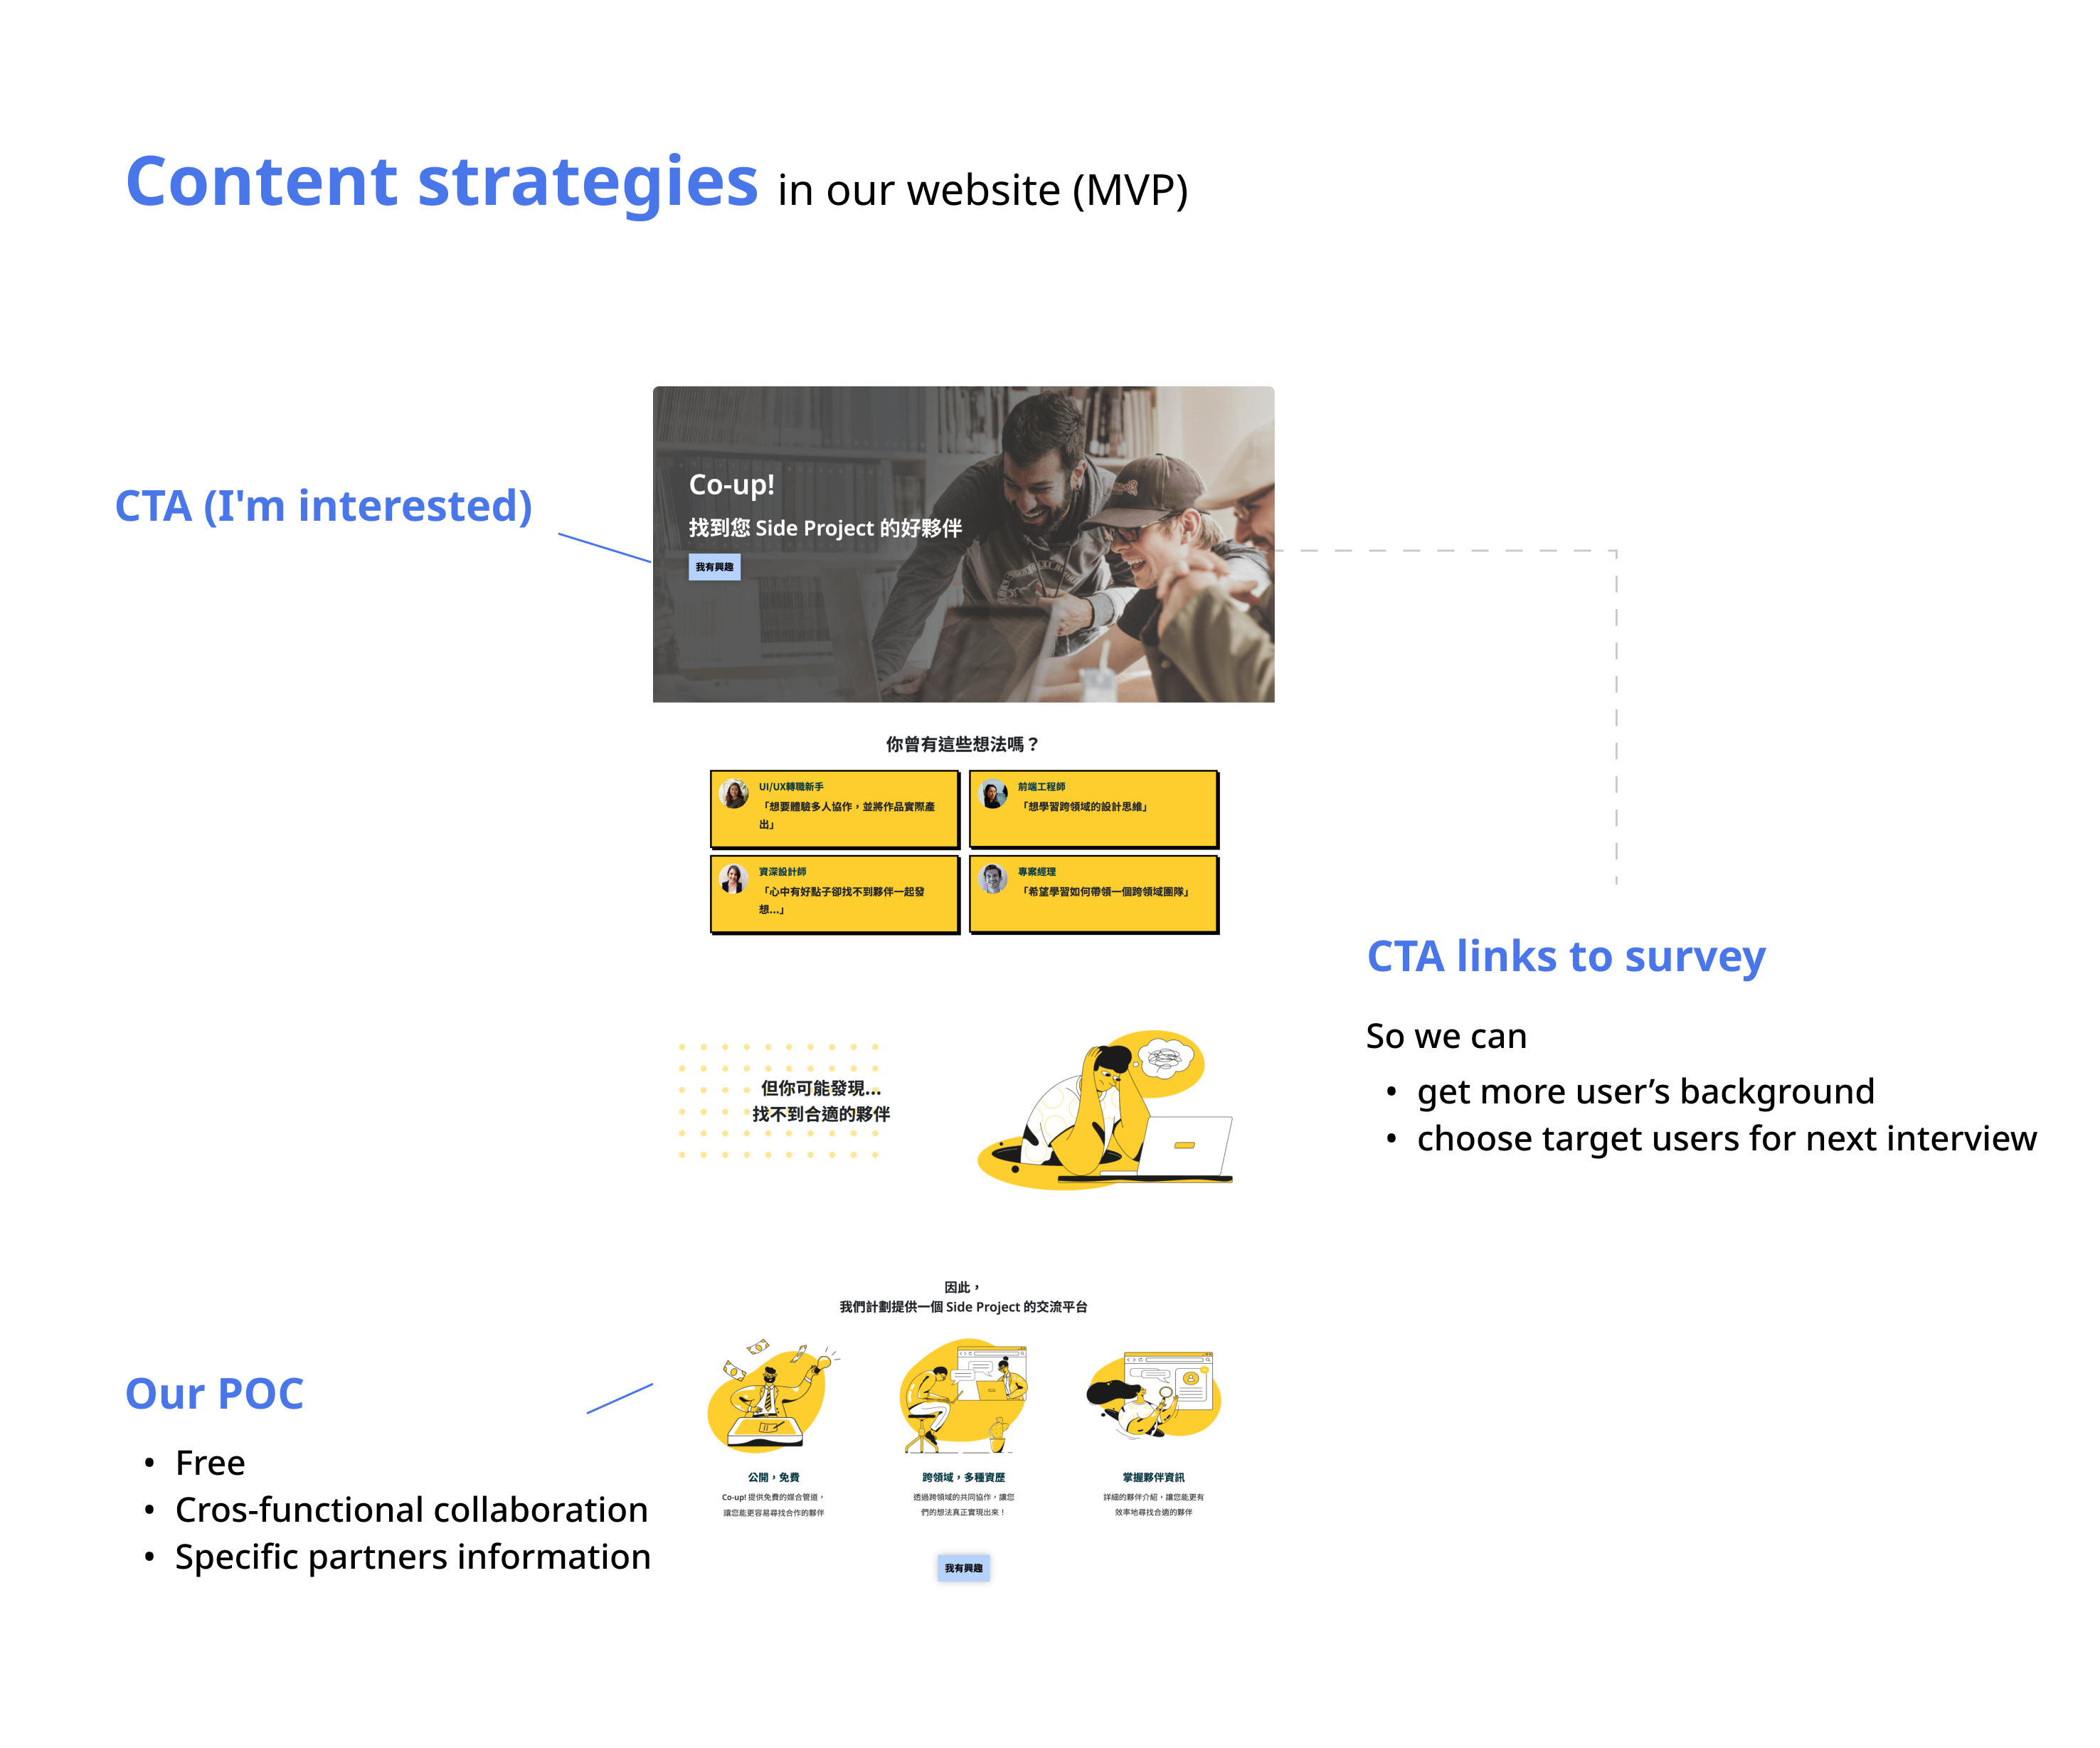 Content strategies in our website (MVP)
CTA (I'm interested)
Co-up!
找到您 Side Project 的好夥伴
我有興趣
你曾有這些想法嗎？
UI/UX轉職新手
「想要體驗多人協作，並將作品實際產
出」
前端工程師
「想學習跨領域的設計思維」
資深設計師
「心中有好點子卻找不到夥伴一起發
想...」
專案經理
「希望學習如何帶領一個跨領域團隊」
CTA links to survey
So we can
• get more user’s background
• choose target users for next interview
但你可能發現...
找不到合適的夥伴
因此，
我們計劃提供一個 Side Project 的交流平台
Our POC
• Free
• Cros-functional collaboration
• Specific partners information
公開，免費
Co-up! 提供免費的媒合管道，
讓您能更容易尋找合作的夥伴
跨領域，多種資歷
透過跨領域的共同協作，讓您
們的想法真正實現出來！
掌握夥伴資訊
詳細的夥伴介紹，讓您能更有
效率地尋找合適的夥伴
我有興趣